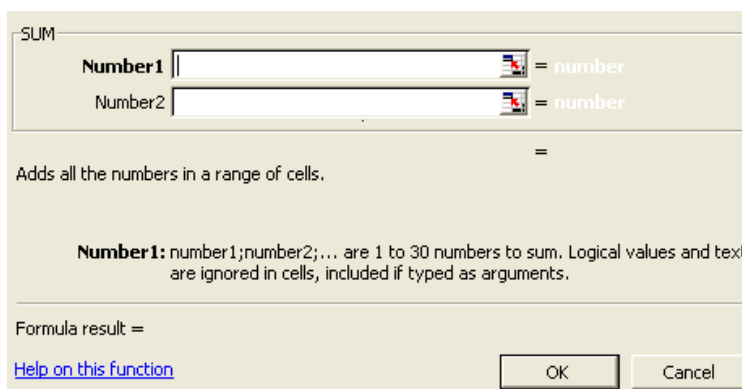 SUM
Number1 = number
Number2 = number
=
Adds all the numbers in a range of cells.
Number1: number1;number2;... are 1 to 30 numbers to sum. Logical values and text
are ignored in cells, included if typed as arguments.
Formula result =
Help on this function OK Cancel